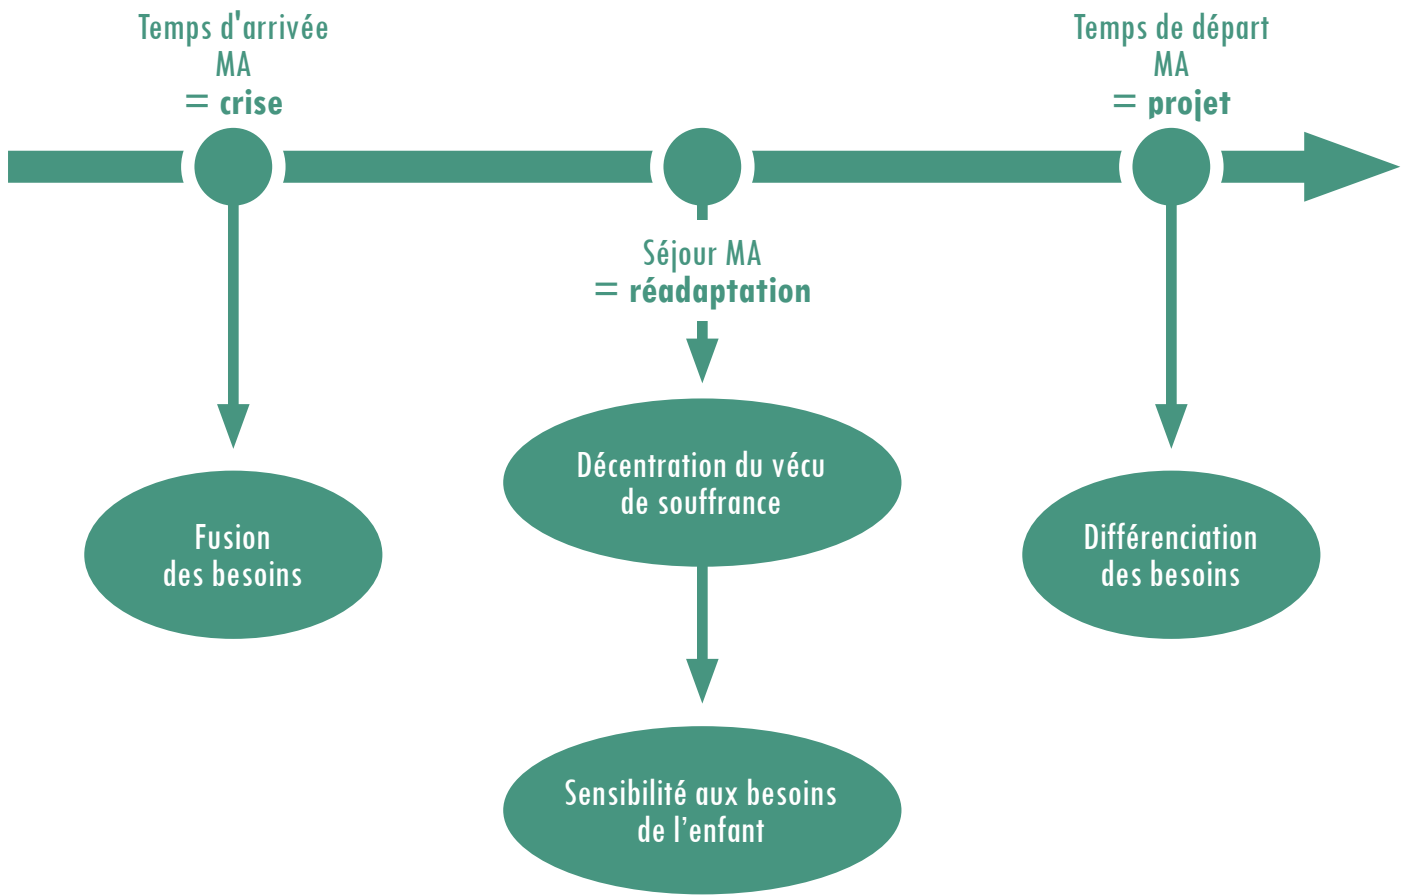 Temps d'arrivée
MA
= crise
Temps de départ
MA
= projet
Séjour MA
= réadaptation
Décentration du vécu
de souffrance
Fusion
des besoins
Différenciation
des besoins
Sensibilité aux besoins
de l’enfant